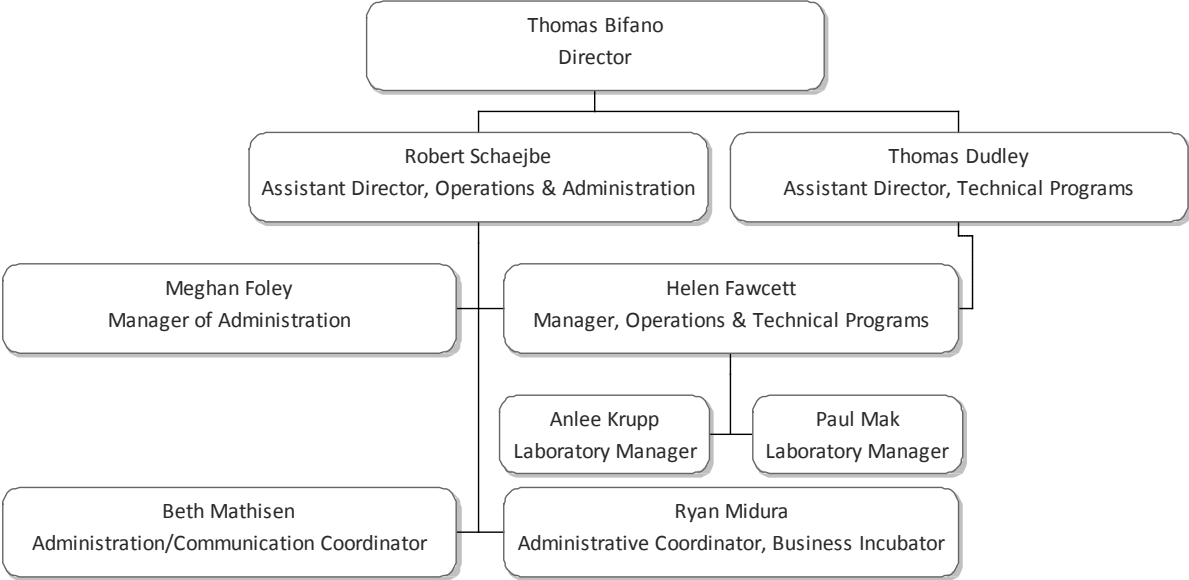 Thomas Bifano
Director
Robert Schaejbe
Assistant Director, Operations & Administration
Thomas Dudley
Assistant Director, Technical Programs
Meghan Foley
Manager of Administration
Helen Fawcett
Manager, Operations & Technical Programs
Anlee Krupp
Laboratory Manager
Paul Mak
Laboratory Manager
Beth Mathisen
Administration/Communication Coordinator
Ryan Midura
Administrative Coordinator, Business Incubator